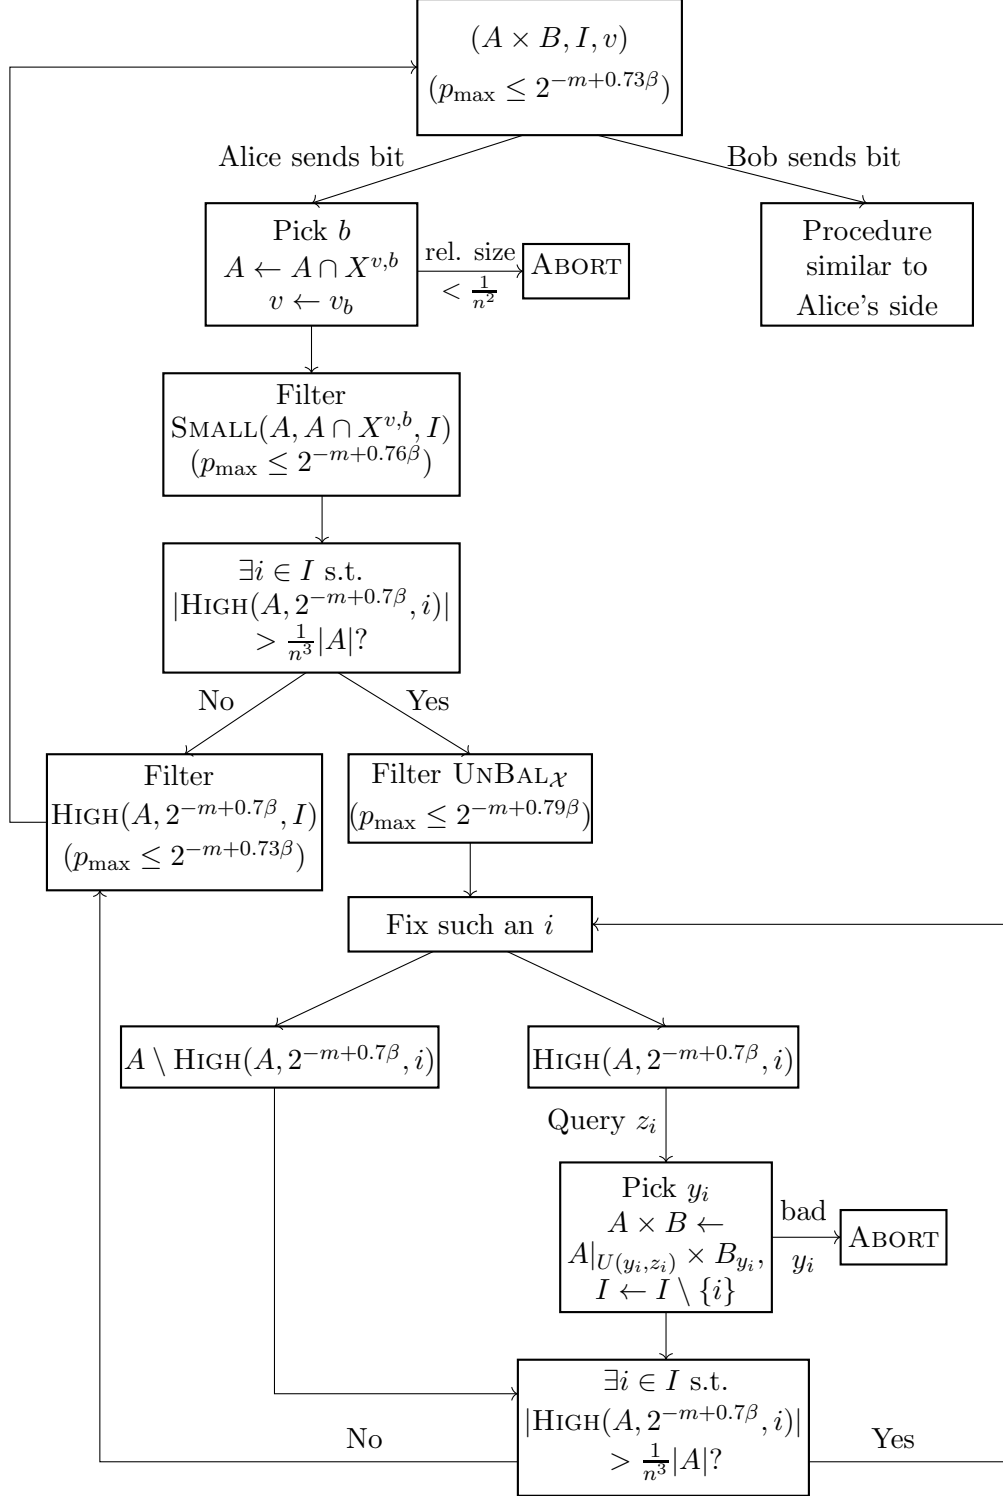 (A × B, I, v)
(p_max ≤ 2^{−m+0.73β})
Alice sends bit
Bob sends bit
Pick b
A ← A ∩ X^{v,b}
v ← v_b
rel. size
< 1/n^2
ABORT
Procedure
similar to
Alice's side
Filter
SMALL(A, A ∩ X^{v,b}, I)
(p_max ≤ 2^{−m+0.76β})
∃i ∈ I s.t.
|HIGH(A, 2^{−m+0.7β}, i)|
> 1/n^3 |A|?
No
Yes
Filter
HIGH(A, 2^{−m+0.7β}, I)
(p_max ≤ 2^{−m+0.73β})
Filter UNBAL_𝒳
(p_max ≤ 2^{−m+0.79β})
Fix such an i
A \ HIGH(A, 2^{−m+0.7β}, i)
HIGH(A, 2^{−m+0.7β}, i)
Query z_i
Pick y_i
A × B ←
A|_{U(y_i,z_i)} × B_{y_i},
I ← I \ {i}
bad
y_i
ABORT
∃i ∈ I s.t.
|HIGH(A, 2^{−m+0.7β}, i)|
> 1/n^3 |A|?
No
Yes